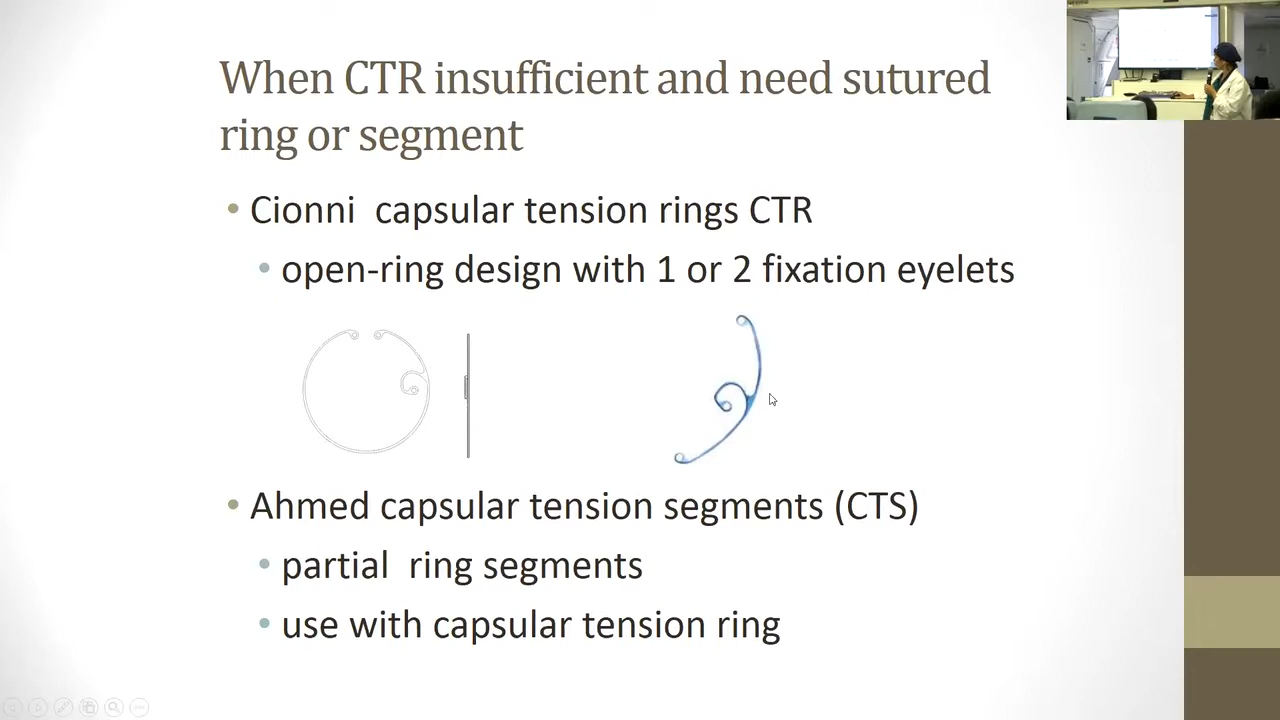 When CTR insufficient and need sutured
ring or segment
• Cionni  capsular tension rings CTR
• open-ring design with 1 or 2 fixation eyelets
• Ahmed capsular tension segments (CTS)
• partial  ring segments
• use with capsular tension ring